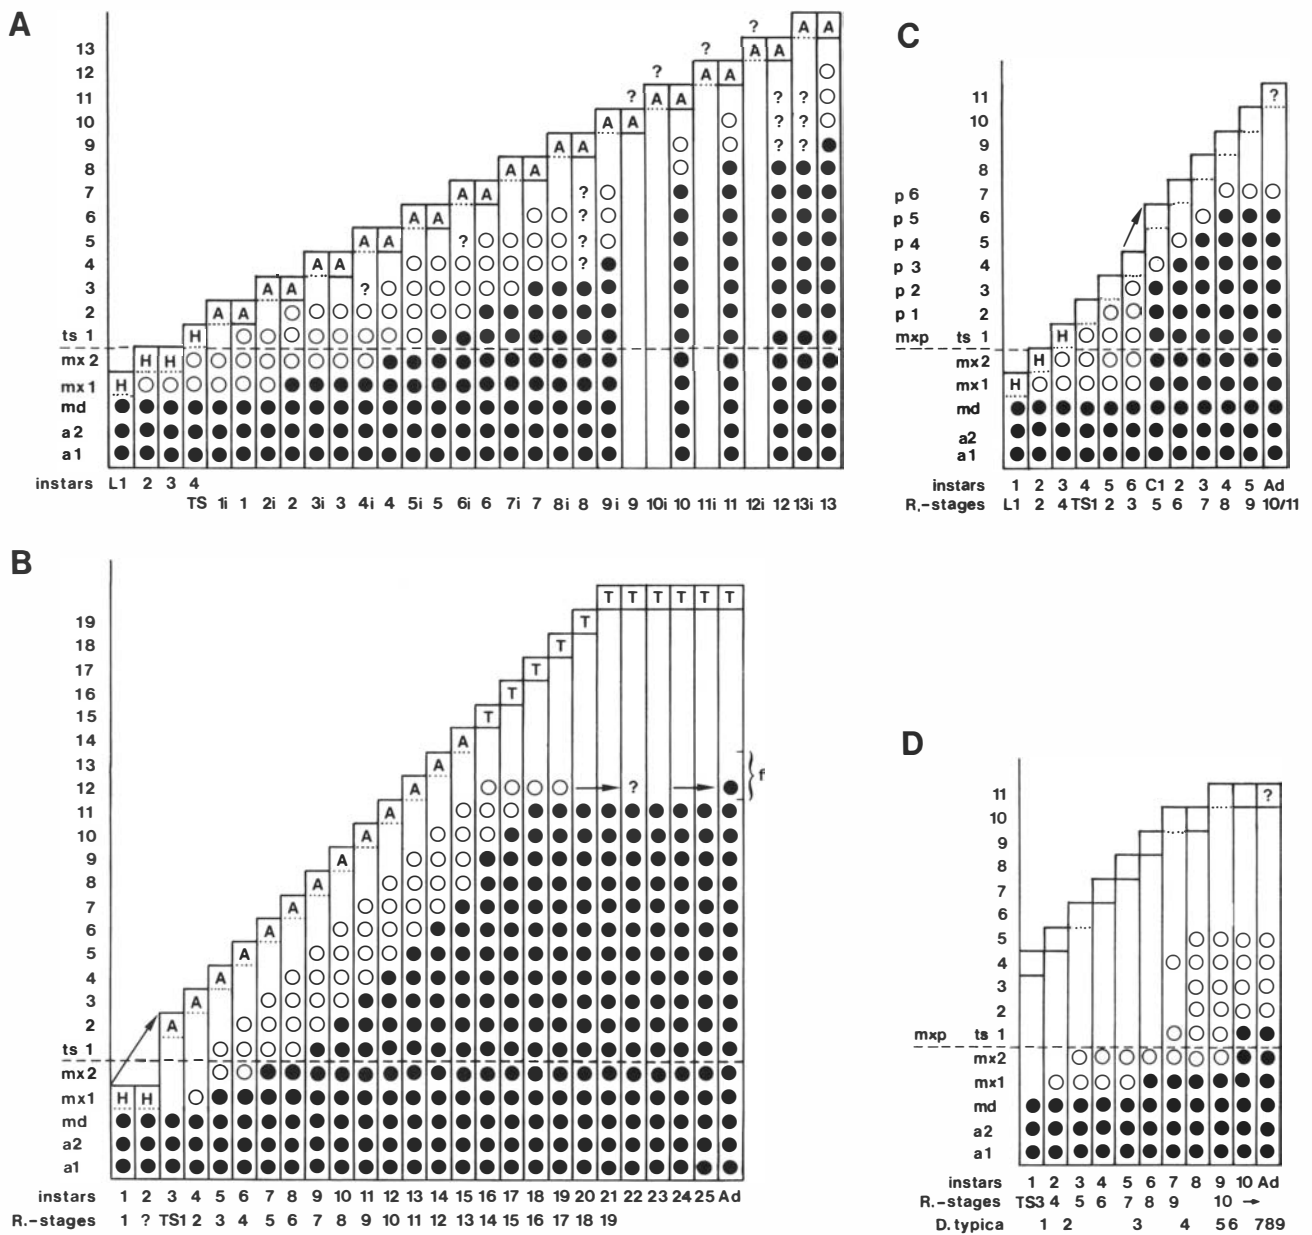 A
13
12
11
10
9
8
7
6
5
4
3
2
ts 1
mx 2
mx 1
md
a 2
a 1
H H H H A A A A A A A A A A A A A A A A A A A A A A A A A A
? ? ? ? ? ? ? ? ? ? ? ? ? ? ? ? ?
instars L1 2 3 4
TS 1i 1 2i 2 3i 3 4i 4 5i 5 6i 6 7i 7 8i 8 9i 9 10i 10 11i 11 12i 12 13i 13
B
19
18
17
16
15
14
13
12
11
10
9
8
7
6
5
4
3
2
ts 1
mx2
mx1
md
a2
a1
H H A A A A A A A A A A A A A T T T T T T T T T T T
?
f
instars 1 2 3 4 5 6 7 8 9 10 11 12 13 14 15 16 17 18 19 20 21 22 23 24 25 Ad
R.-stages 1 ? TS1 2 3 4 5 6 7 8 9 10 11 12 13 14 15 16 17 18 19
C
11
10
9
8
p 6 7
p 5 6
p 4 5
p 3 4
p 2 3
p 1 2
mxp ts 1
mx2
mx1
md
a2
a1
H H H
?
instars 1 2 3 4 5 6 C1 2 3 4 5 Ad
R.-stages L1 2 4 TS1 2 3 5 6 7 8 9 10/11
D
11
10
9
8
7
6
5
4
3
2
mxp ts 1
mx2
mx1
md
a2
a1
?
instars 1 2 3 4 5 6 7 8 9 10 Ad
R.-stages TS3 4 5 6 7 8 9 10
D. typica 1 2 3 4 5 6 7 8 9